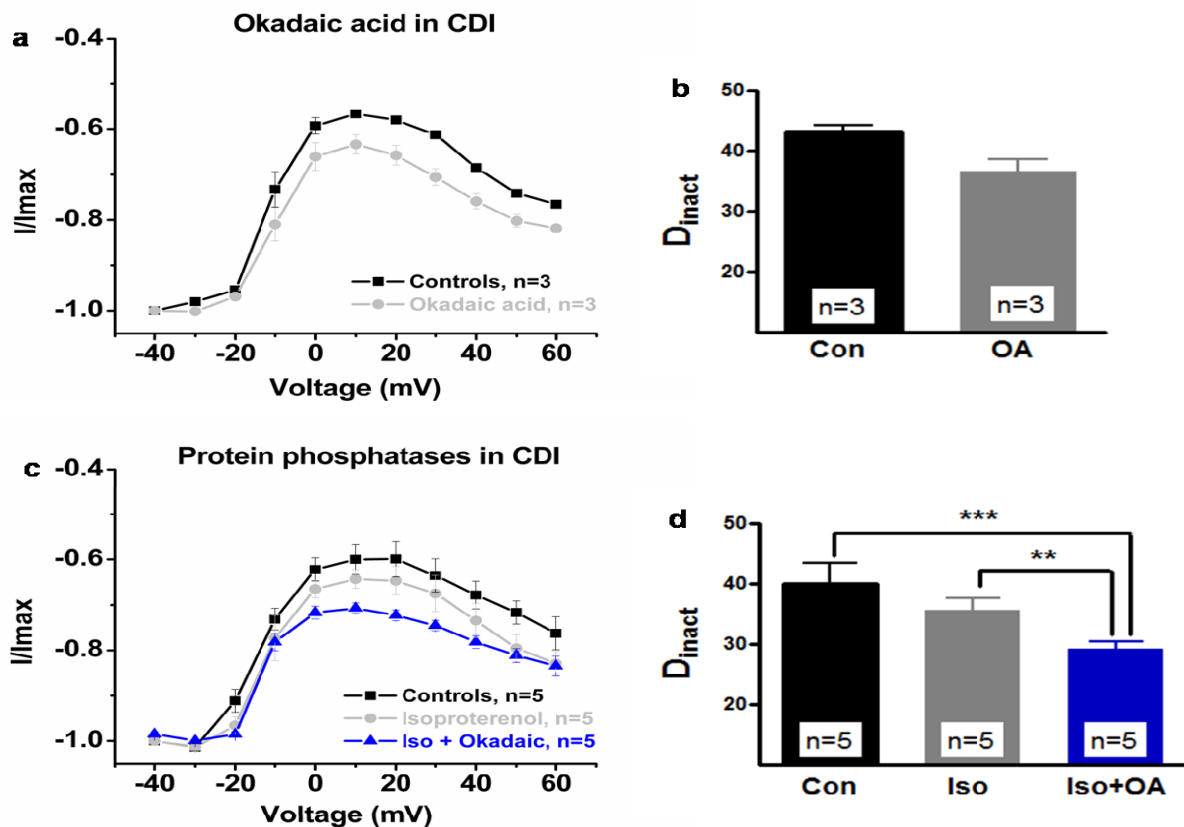 a
Okadaic acid in CDI
-0.4
-0.6
-0.8
-1.0
I/Imax
Controls, n=3
Okadaic acid, n=3
-40 -20 0 20 40 60
Voltage (mV)
b
50
40
30
20
Dinact
n=3 n=3
Con OA
c
Protein phosphatases in CDI
-0.4
-0.6
-0.8
-1.0
I/Imax
Controls, n=5
Isoproterenol, n=5
Iso + Okadaic, n=5
-40 -20 0 20 40 60
Voltage (mV)
d
50
40
30
20
Dinact
***
**
n=5 n=5 n=5
Con Iso Iso+OA